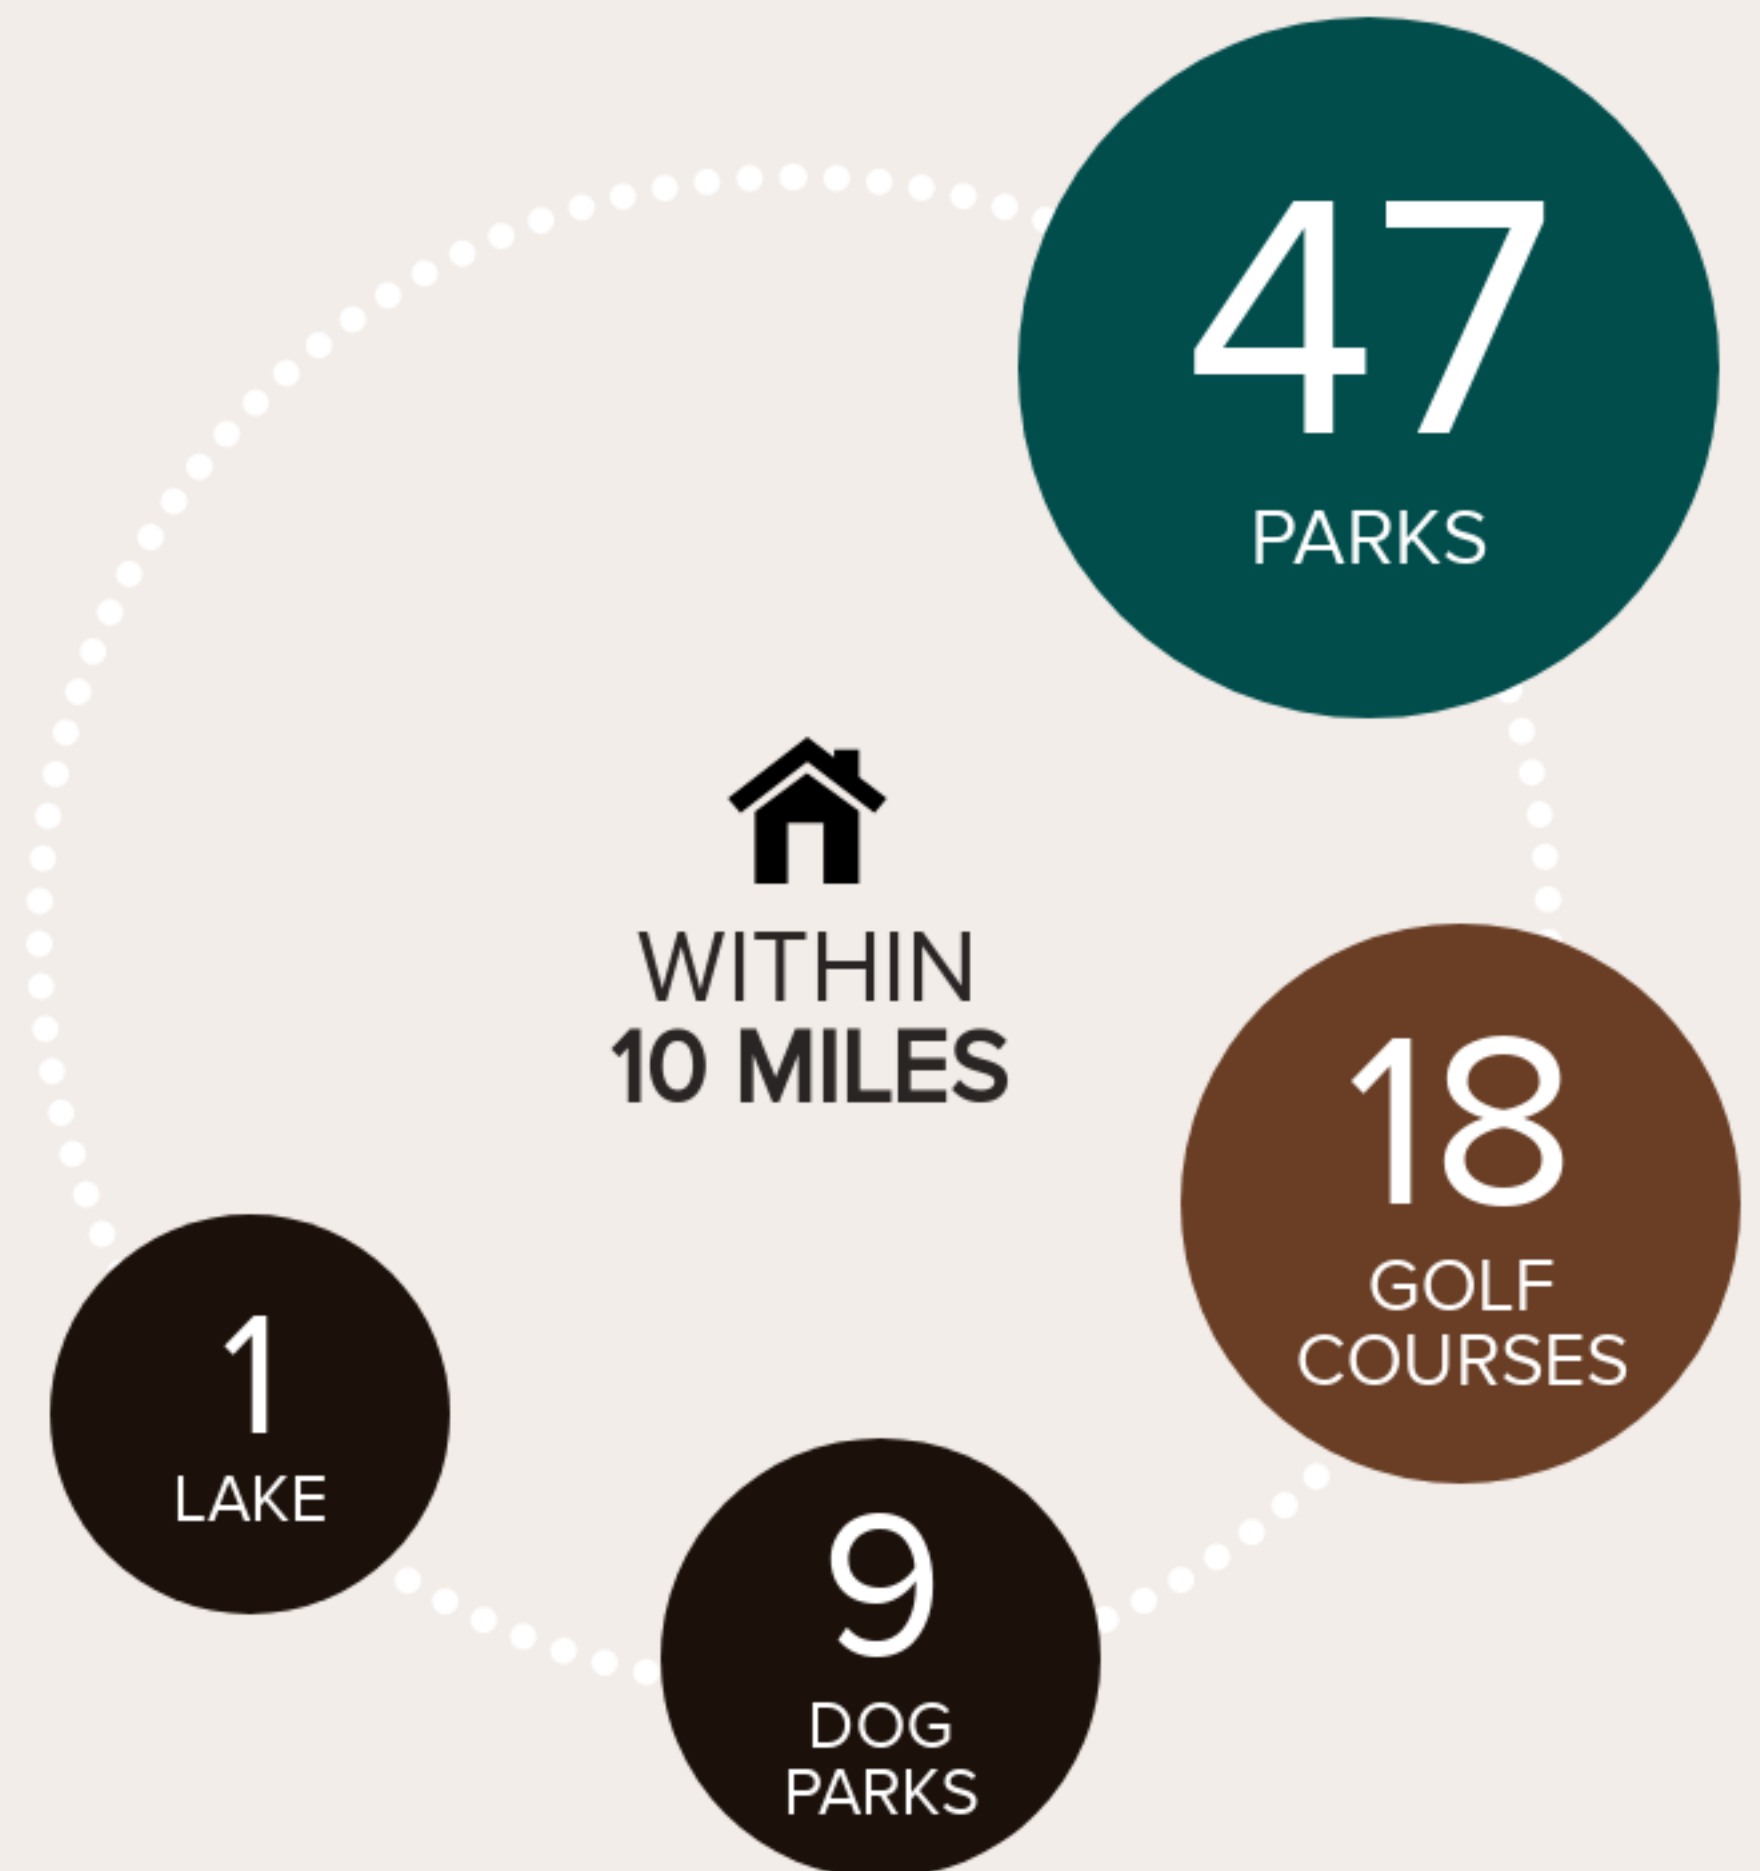 47
PARKS
WITHIN
10 MILES
18
GOLF
COURSES
1
LAKE
9
DOG
PARKS